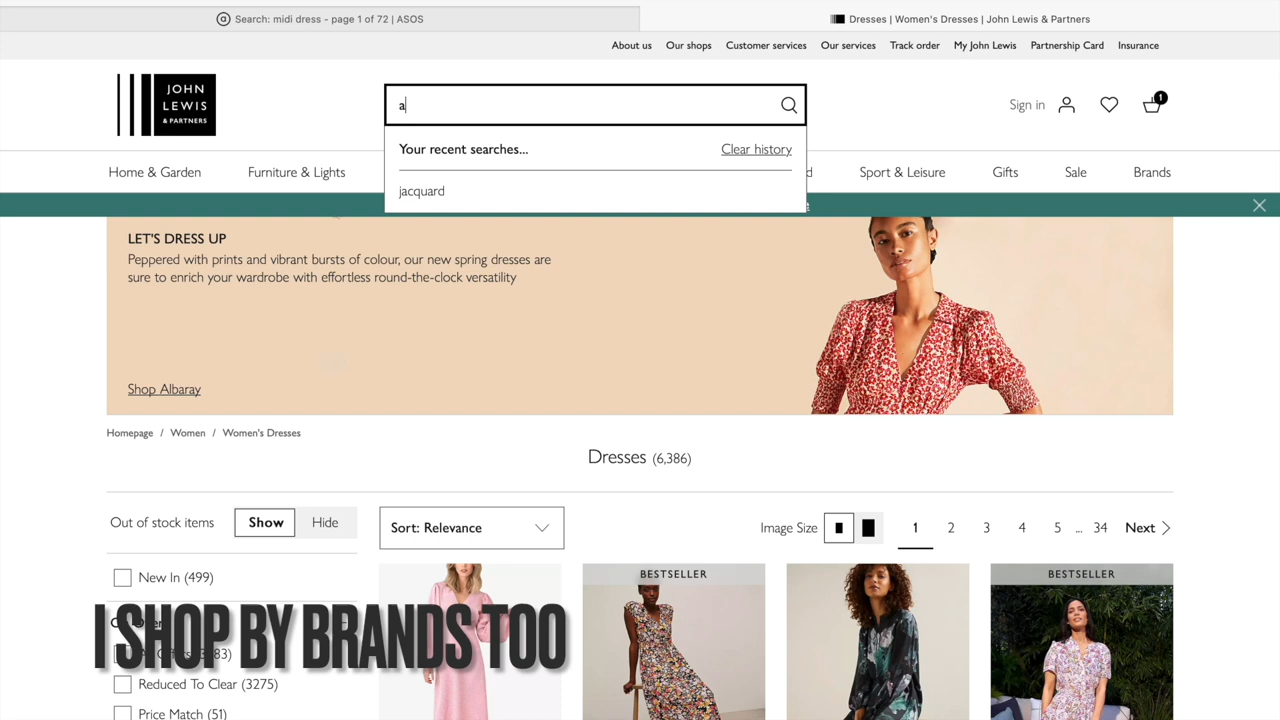 Search: midi dress - page 1 of 72 | ASOS
Dresses | Women's Dresses | John Lewis & Partners
About us Our shops Customer services Our services Track order My John Lewis Partnership Card Insurance
JOHN
LEWIS
& PARTNERS
a
Sign in
1
Your recent searches... Clear history
jacquard
Home & Garden Furniture & Lights Sport & Leisure Gifts Sale Brands
LET'S DRESS UP
Peppered with prints and vibrant bursts of colour, our new spring dresses are
sure to enrich your wardrobe with effortless round-the-clock versatility
Shop Albaray
Homepage / Women / Women's Dresses
Dresses (6,386)
Out of stock items Show Hide
Sort: Relevance
Image Size
1 2 3 4 5 ... 34 Next
New In (499)
BESTSELLER
BESTSELLER
I SHOP BY BRANDS TOO
Reduced To Clear (3275)
Price Match (51)